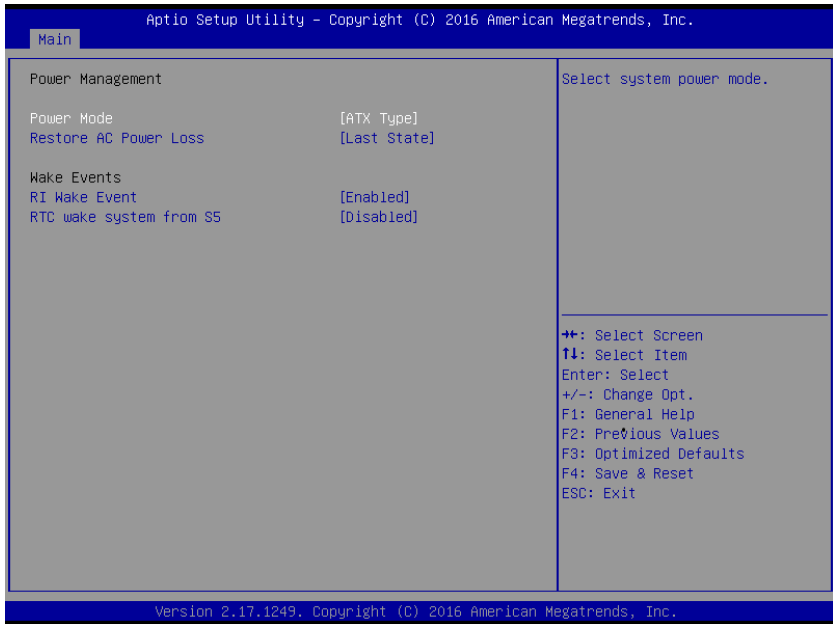 Aptio Setup Utility – Copyright (C) 2016 American Megatrends, Inc.
Main
Power Management
Power Mode [ATX Type]
Restore AC Power Loss [Last State]
Wake Events
RI Wake Event [Enabled]
RTC wake system from S5 [Disabled]
Select system power mode.
→←: Select Screen
↑↓: Select Item
Enter: Select
+/-: Change Opt.
F1: General Help
F2: Previous Values
F3: Optimized Defaults
F4: Save & Reset
ESC: Exit
Version 2.17.1249. Copyright (C) 2016 American Megatrends, Inc.